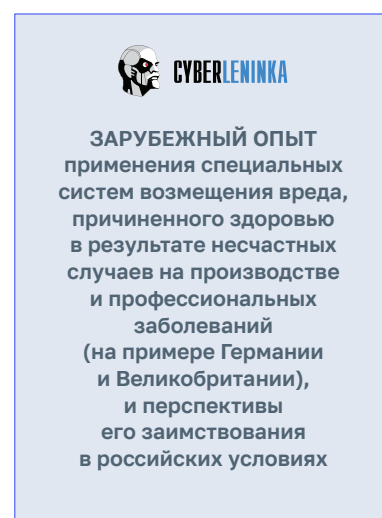 CYBERLENINKA
ЗАРУБЕЖНЫЙ ОПЫТ
применения специальных
систем возмещения вреда,
причиненного здоровью
в результате несчастных
случаев на производстве
и профессиональных
заболеваний
(на примере Германии
и Великобритании),
и перспективы
его заимствования
в российских условиях